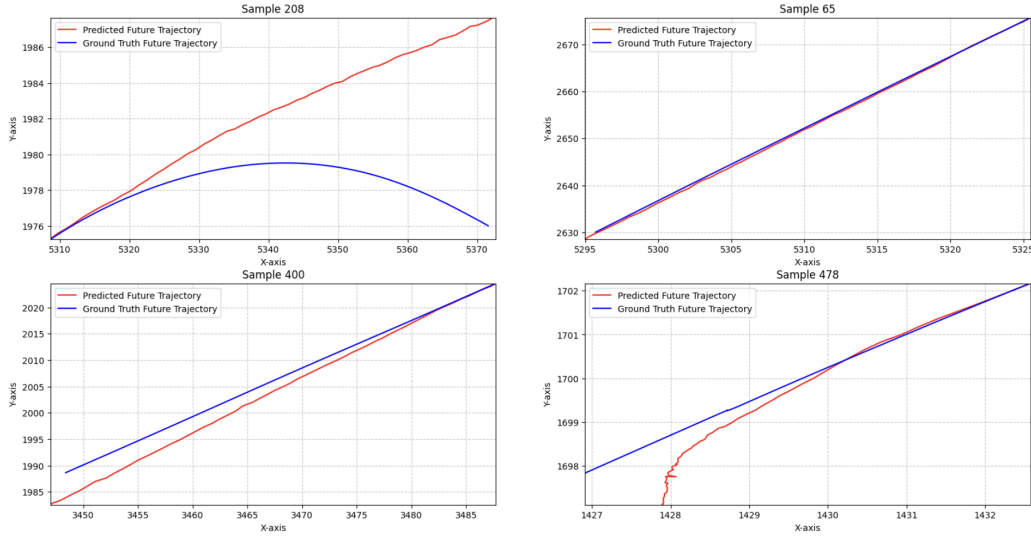 Sample 208
Predicted Future Trajectory
Ground Truth Future Trajectory
Y-axis
1986
1984
1982
1980
1978
1976
5310
5320
5330
5340
5350
5360
5370
X-axis
Sample 65
Predicted Future Trajectory
Ground Truth Future Trajectory
Y-axis
2670
2660
2650
2640
2630
5295
5300
5305
5310
5315
5320
5325
X-axis
Sample 400
Predicted Future Trajectory
Ground Truth Future Trajectory
Y-axis
2020
2015
2010
2005
2000
1995
1990
1985
3450
3455
3460
3465
3470
3475
3480
3485
X-axis
Sample 478
Predicted Future Trajectory
Ground Truth Future Trajectory
Y-axis
1702
1701
1700
1699
1698
1427
1428
1429
1430
1431
1432
X-axis